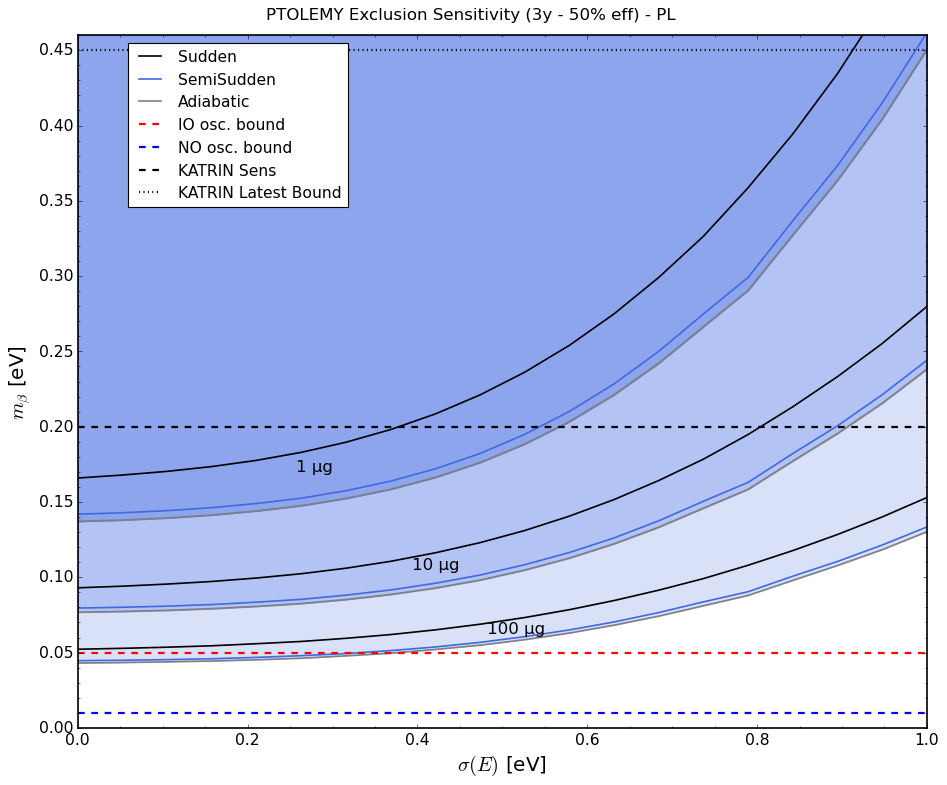 PTOLEMY Exclusion Sensitivity (3y - 50% eff) - PL
Sudden
SemiSudden
Adiabatic
IO osc. bound
NO osc. bound
KATRIN Sens
KATRIN Latest Bound
0.45
0.40
0.35
0.30
0.25
0.20
0.15
0.10
0.05
0.00
mβ [eV]
1 μg
10 μg
100 μg
0.0 0.2 0.4 0.6 0.8 1.0
σ(E) [eV]